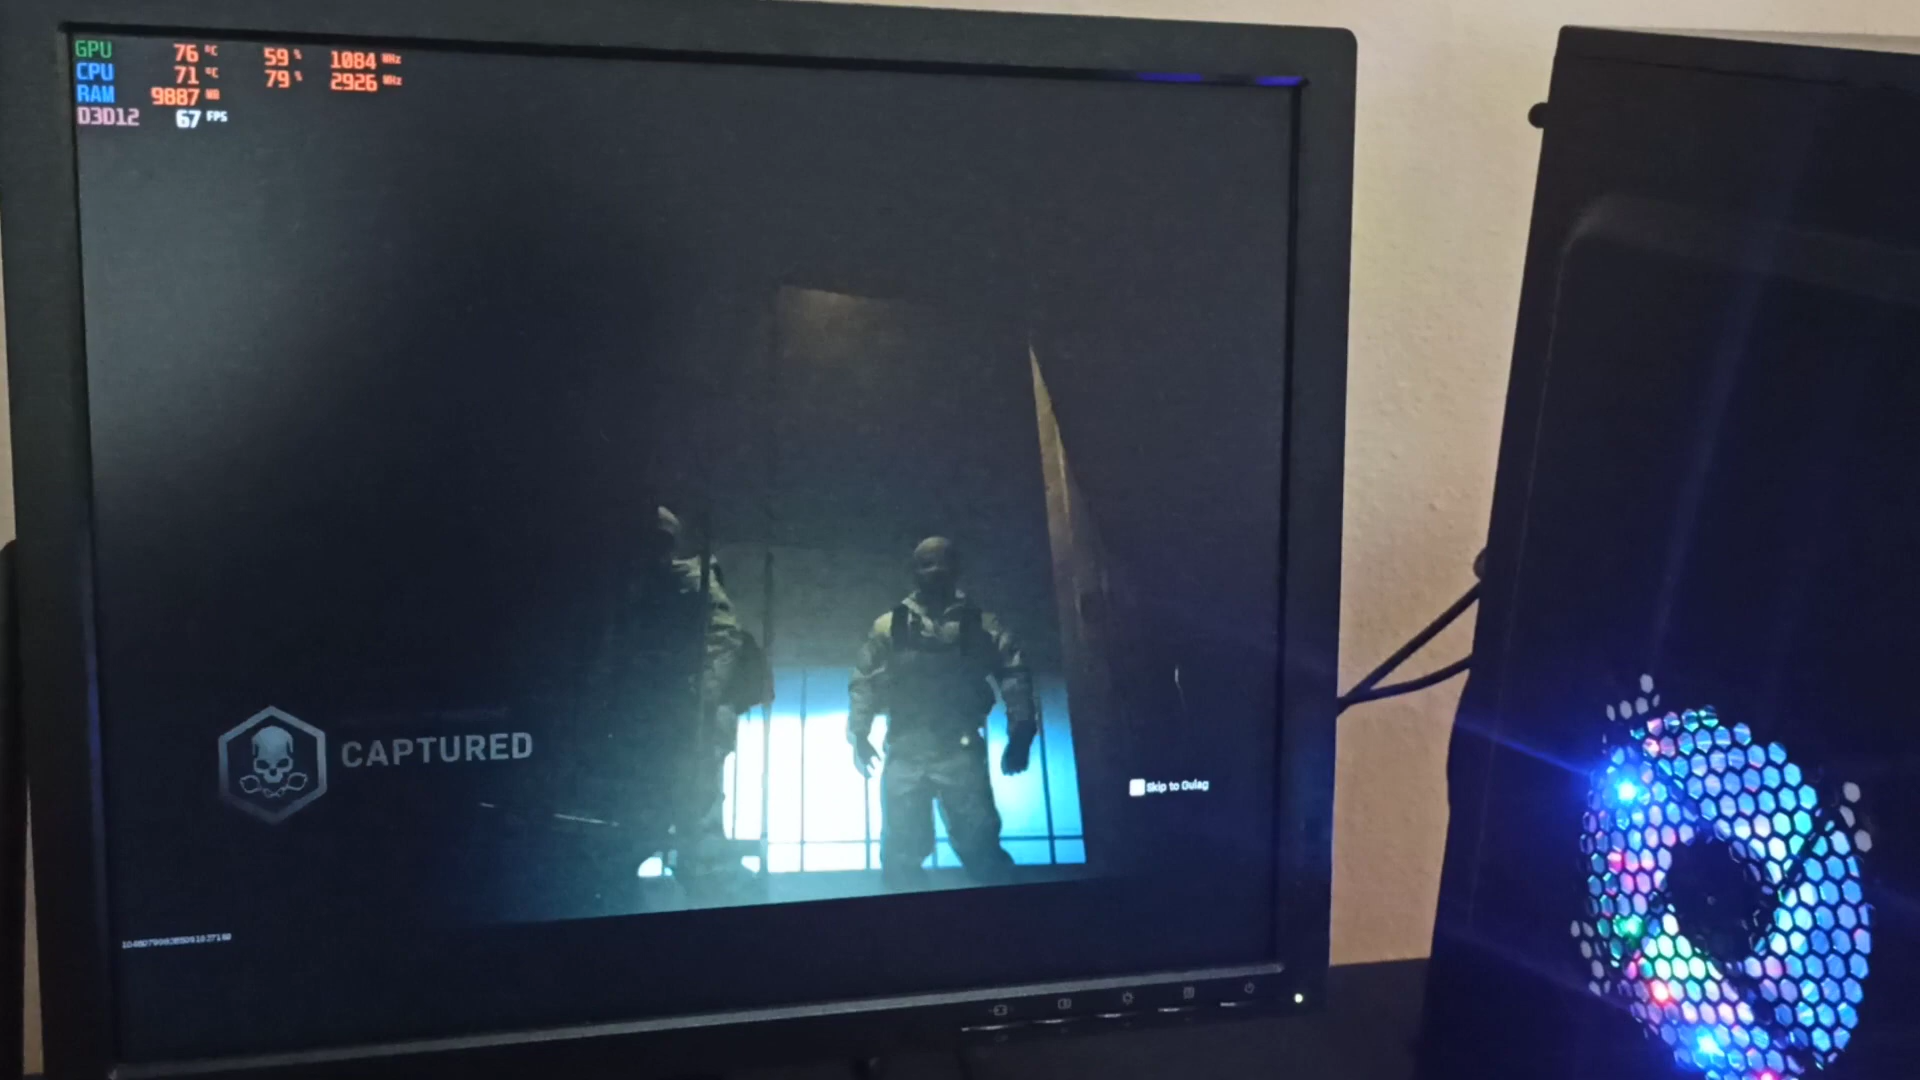 GPU 76 °C 59 % 1084 MHz
CPU 71 °C 79 % 2926 MHz
RAM 9887 MB
D3D12 67 FPS
CAPTURED
Skip to Gulag